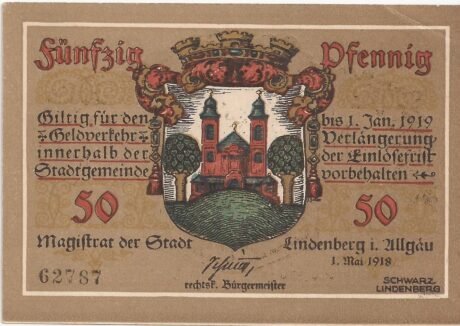 Fünfzig Pfennig
Giltig für den
Geldverkehr
innerhalb der
Stadtgemeinde
bis 1. Jan. 1919
Verlängerung
der Einlösefrist
vorbehalten
50 50
Magistrat der Stadt Lindenberg i. Allgäu
1. Mai 1918
62787
rechtsk. Bürgermeister
SCHWARZ.
LINDENBERG